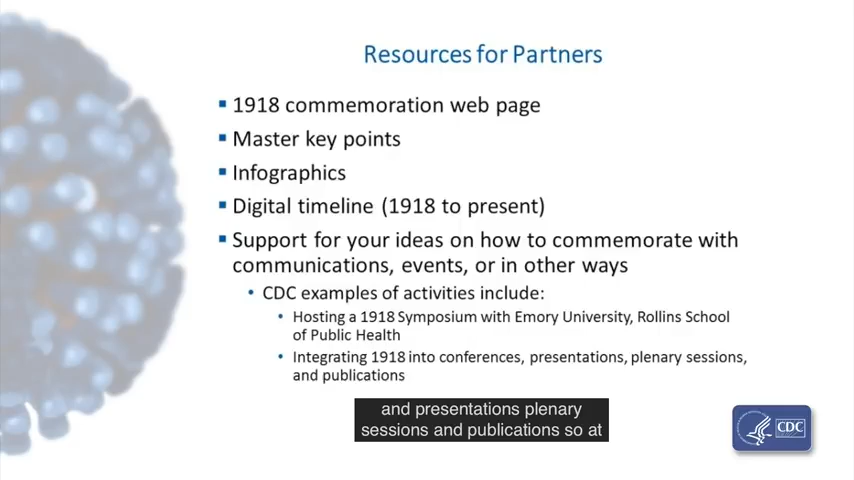 Resources for Partners
▪ 1918 commemoration web page
▪ Master key points
▪ Infographics
▪ Digital timeline (1918 to present)
▪ Support for your ideas on how to commemorate with
communications, events, or in other ways
• CDC examples of activities include:
• Hosting a 1918 Symposium with Emory University, Rollins School
of Public Health
• Integrating 1918 into conferences, presentations, plenary sessions,
and publications
and presentations plenary
sessions and publications so at
CDC